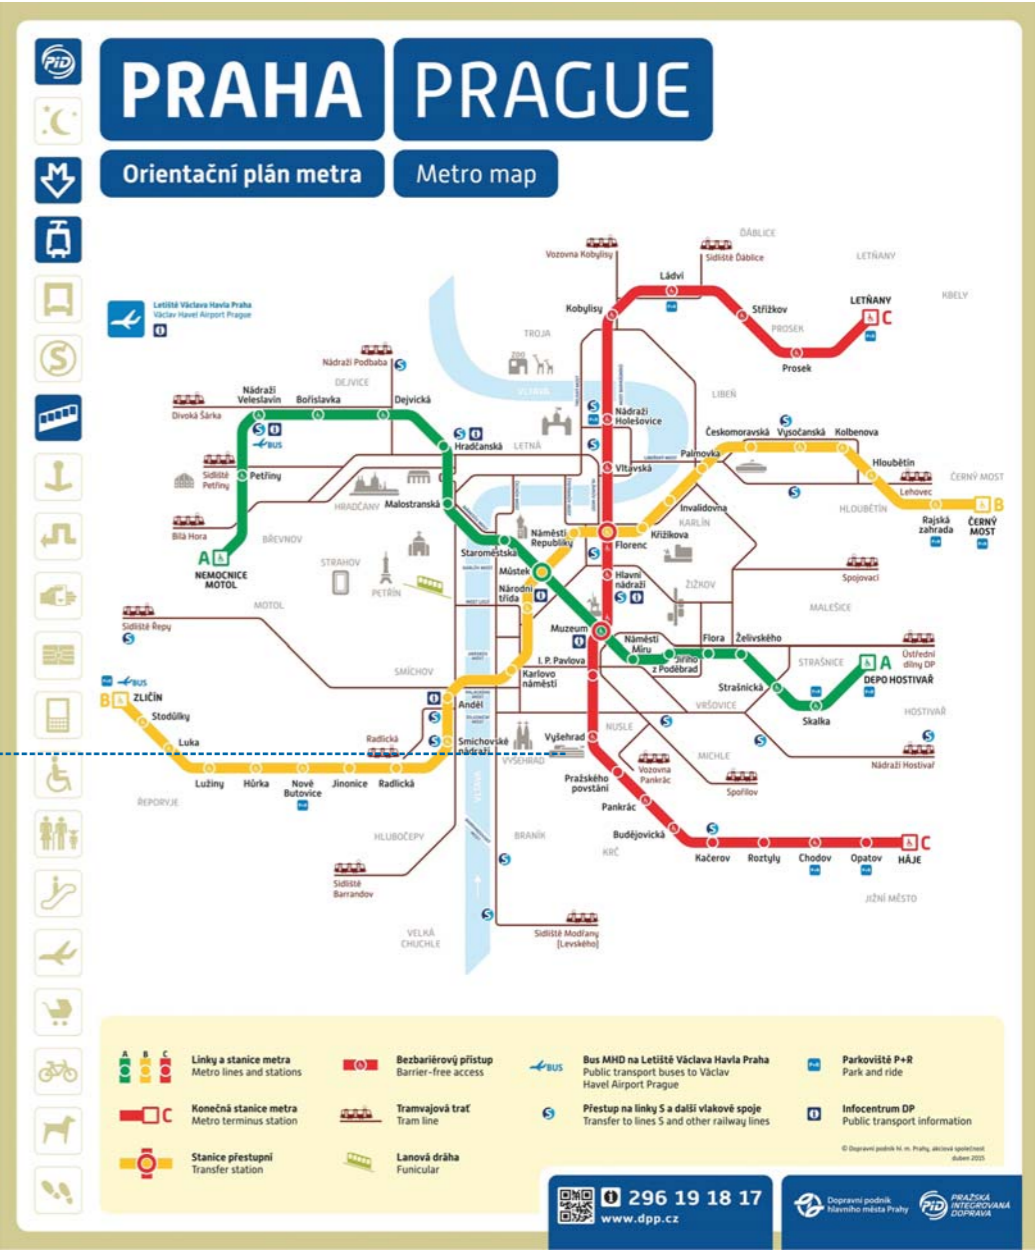 PiD
PRAHA
PRAGUE
Orientační plán metra
Metro map
M
S
ĎÁBLICE
Vozovna Kobylisy
Sídliště Ďáblice
LETŇANY
Ládví
P+R
KBELY
Letiště Václava Havla Praha
Václav Havel Airport Prague
LETŇANY
C
P+R
Kobylisy
Střížkov
PROSEK
Prosek
TROJA
ZOO
Nádraží Podbaba
S
DEJVICE
VLTAVA
LIBEŇ
Nádraží
Veleslavín
Bořislavka
Dejvická
Divoká Šárka
S
BUS
Nádraží
Holešovice
S
P+R
S
Českomoravská
Vysočanská
Kolbenova
S
Hradčanská
LETNÁ
Palmovka
Sídliště
Petřiny
Petřiny
Vltavská
Hloubětín
Lehovec
ČERNÝ MOST
HRADČANY
Malostranská
Invalidovna
KARLÍN
S
HLOUBĚTÍN
B
Rajská
zahrada
P+R
ČERNÝ
MOST
P+R
Bílá Hora
BŘEVNOV
Náměstí
Republiky
Křižíkova
Florenc
S
A
NEMOCNICE
MOTOL
STRAHOV
Staroměstská
Můstek
PETŘÍN
Národní
třída
Hlavní
nádraží
S
ŽIŽKOV
Spojovací
MOTOL
MALEŠICE
Sídliště Řepy
S
Muzeum
Náměstí
Míru
Flora
Želivského
Ústřední
dílny DP
SMÍCHOV
I. P. Pavlova
Jiřího
z Poděbrad
STRAŠNICE
A
DEPO HOSTIVAŘ
P+R
Karlovo
náměstí
Strašnická
P+R
P+R
BUS
B
ZLIČÍN
Anděl
S
VRŠOVICE
Skalka
HOSTIVAŘ
Stodůlky
NUSLE
S
S
S
Radlická
Luka
S
Smíchovské
nádraží
Vyšehrad
VYŠEHRAD
MICHLE
Nádraží Hostivař
Vozovna
Pankrác
Spořilov
Lužiny
Hůrka
Nové
Butovice
P+R
Jinonice
Radlická
Pražského
povstání
ŘEPORYJE
VLTAVA
Pankrác
HLUBOČEPY
BRANÍK
Budějovická
S
KRČ
Kačerov
Roztyly
Chodov
P+R
Opatov
P+R
HÁJE
C
S
Sídliště
Barrandov
JIŽNÍ MĚSTO
S
VELKÁ
CHUCHLE
Sídliště Modřany
(Levského)
A B C
Linky a stanice metra
Metro lines and stations
C
Konečná stanice metra
Metro terminus station
Stanice přestupní
Transfer station
Bezbariérový přístup
Barrier-free access
Tramvajová trať
Tram line
Lanová dráha
Funicular
BUS
Bus MHD na Letiště Václava Havla Praha
Public transport buses to Václav
Havel Airport Prague
S
Přestup na linky S a další vlakové spoje
Transfer to lines S and other railway lines
P+R
Parkoviště P+R
Park and ride
Infocentrum DP
Public transport information
© Dopravní podnik hl. m. Prahy, akciová společnost
duben 2015
296 19 18 17
www.dpp.cz
Dopravní podnik
hlavního města Prahy
PiD
PRAŽSKÁ
INTEGROVANÁ
DOPRAVA